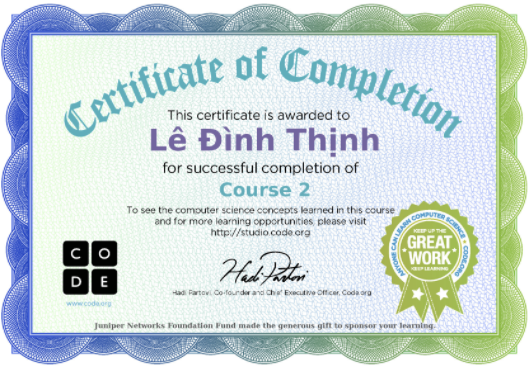 Certificate of Completion
This certificate is awarded to
Lê Đình Thịnh
for successful completion of
Course 2
To see the computer science concepts learned in this course
and for more learning opportunities, please visit
http://studio.code.org
C O
D E
www.code.org
Hadi Partovi
Hadi Partovi, Co-founder and Chief Executive Officer, Code.org
ANYONE CAN LEARN COMPUTER SCIENCE • CODE.ORG
KEEP UP THE
GREAT
WORK
KEEP LEARNING
Juniper Networks Foundation Fund made the generous gift to sponsor your learning.